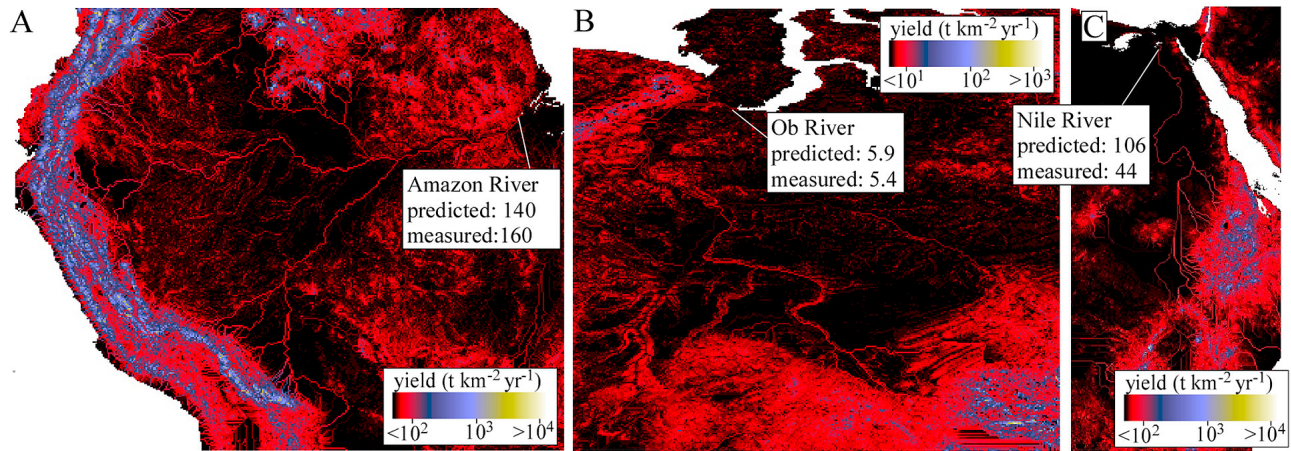 A
Amazon River
predicted: 140
measured:160
yield (t km⁻² yr⁻¹)
<10² 10³ >10⁴
B
yield (t km⁻² yr⁻¹)
<10¹ 10² >10³
Ob River
predicted: 5.9
measured: 5.4
C
Nile River
predicted: 106
measured: 44
yield (t km⁻² yr⁻¹)
<10² 10³ >10⁴